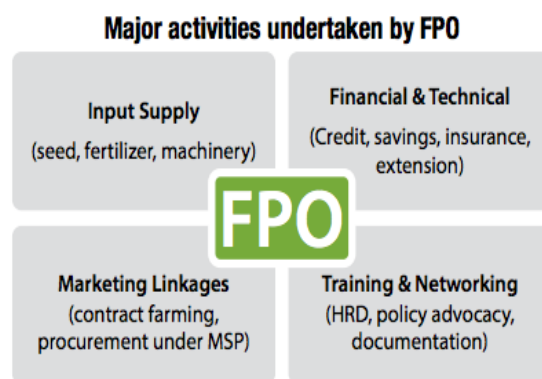 Major activities undertaken by FPO
Input Supply
(seed, fertilizer, machinery)
Financial & Technical
(Credit, savings, insurance,
extension)
FPO
Marketing Linkages
(contract farming,
procurement under MSP)
Training & Networking
(HRD, policy advocacy,
documentation)